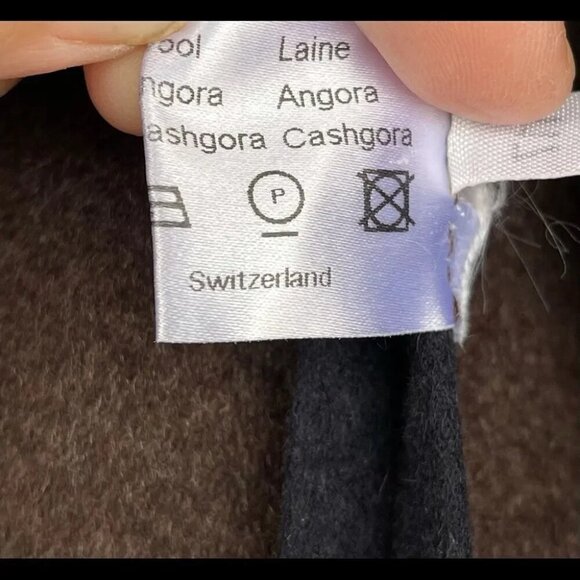 ool Laine
ngora Angora
ashgora Cashgora
P
Switzerland